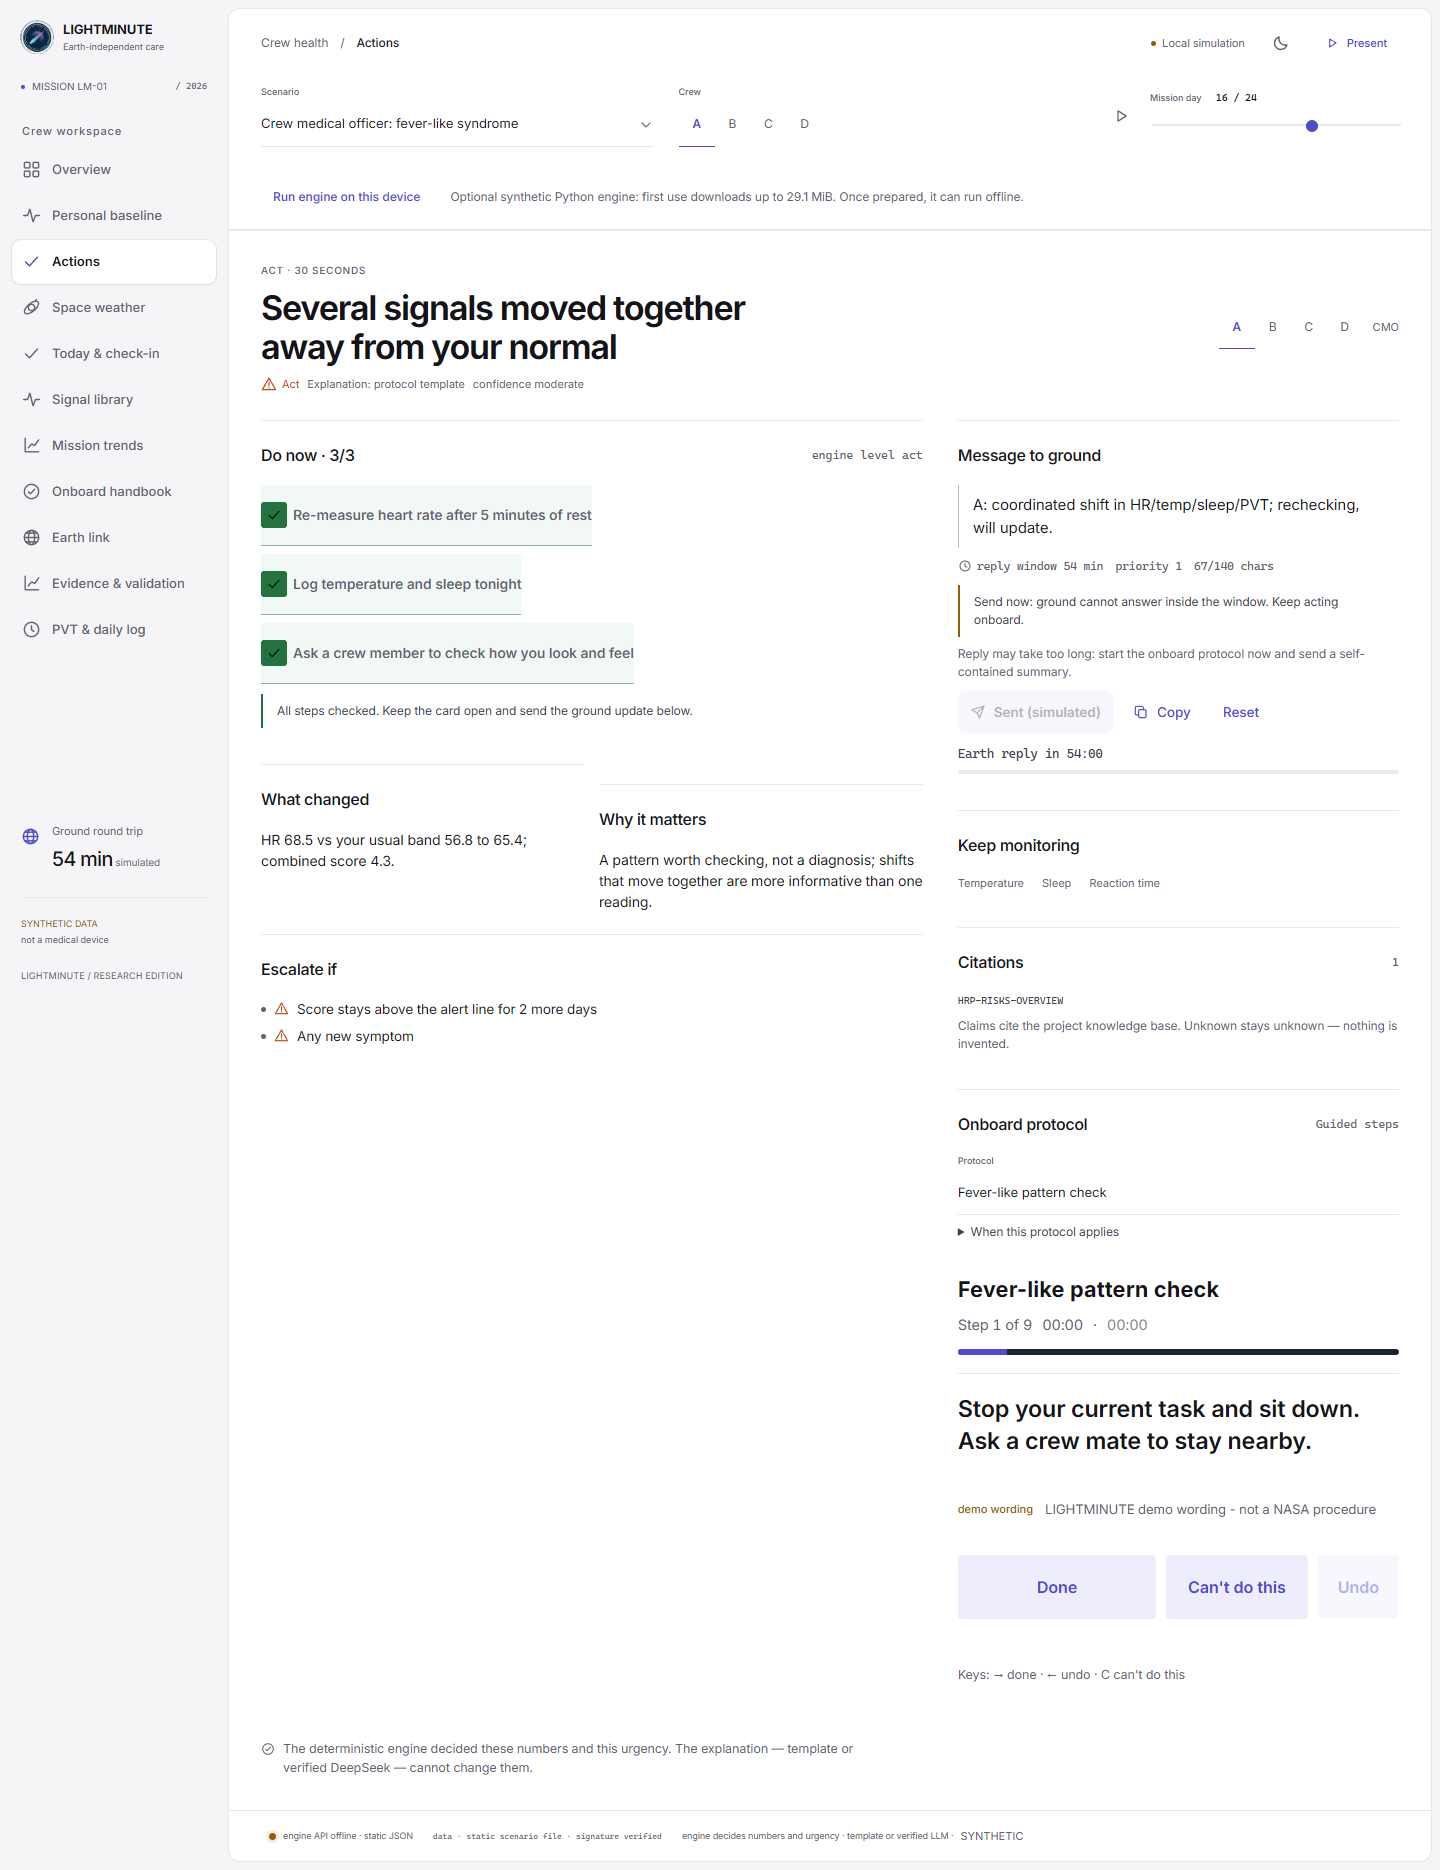 LIGHTMINUTE
Earth-independent care
MISSION LM-01
/ 2026
Crew workspace
Overview
Personal baseline
Actions
Space weather
Today & check-in
Signal library
Mission trends
Onboard handbook
Earth link
Evidence & validation
PVT & daily log
Ground round trip
54 min simulated
SYNTHETIC DATA
not a medical device
LIGHTMINUTE / RESEARCH EDITION
Crew health / Actions
Local simulation
Present
Scenario
Crew medical officer: fever-like syndrome
Crew
A B C D
Mission day 16 / 24
Run engine on this device
Optional synthetic Python engine: first use downloads up to 29.1 MiB. Once prepared, it can run offline.
ACT · 30 SECONDS
Several signals moved together
away from your normal
Act Explanation: protocol template confidence moderate
A B C D CMO
Do now · 3/3
engine level act
Re-measure heart rate after 5 minutes of rest
Log temperature and sleep tonight
Ask a crew member to check how you look and feel
All steps checked. Keep the card open and send the ground update below.
What changed
HR 68.5 vs your usual band 56.8 to 65.4;
combined score 4.3.
Why it matters
A pattern worth checking, not a diagnosis; shifts
that move together are more informative than one
reading.
Escalate if
Score stays above the alert line for 2 more days
Any new symptom
Message to ground
A: coordinated shift in HR/temp/sleep/PVT; rechecking,
will update.
reply window 54 min priority 1 67/140 chars
Send now: ground cannot answer inside the window. Keep acting
onboard.
Reply may take too long: start the onboard protocol now and send a self-
contained summary.
Sent (simulated)
Copy
Reset
Earth reply in 54:00
Keep monitoring
Temperature Sleep Reaction time
Citations
1
HRP-RISKS-OVERVIEW
Claims cite the project knowledge base. Unknown stays unknown — nothing is
invented.
Onboard protocol
Guided steps
Protocol
Fever-like pattern check
When this protocol applies
Fever-like pattern check
Step 1 of 9 00:00 · 00:00
Stop your current task and sit down.
Ask a crew mate to stay nearby.
demo wording LIGHTMINUTE demo wording - not a NASA procedure
Done
Can't do this
Undo
Keys: → done · ← undo · C can't do this
The deterministic engine decided these numbers and this urgency. The explanation — template or
verified DeepSeek — cannot change them.
engine API offline · static JSON
data · static scenario file · signature verified
engine decides numbers and urgency · template or verified LLM · SYNTHETIC